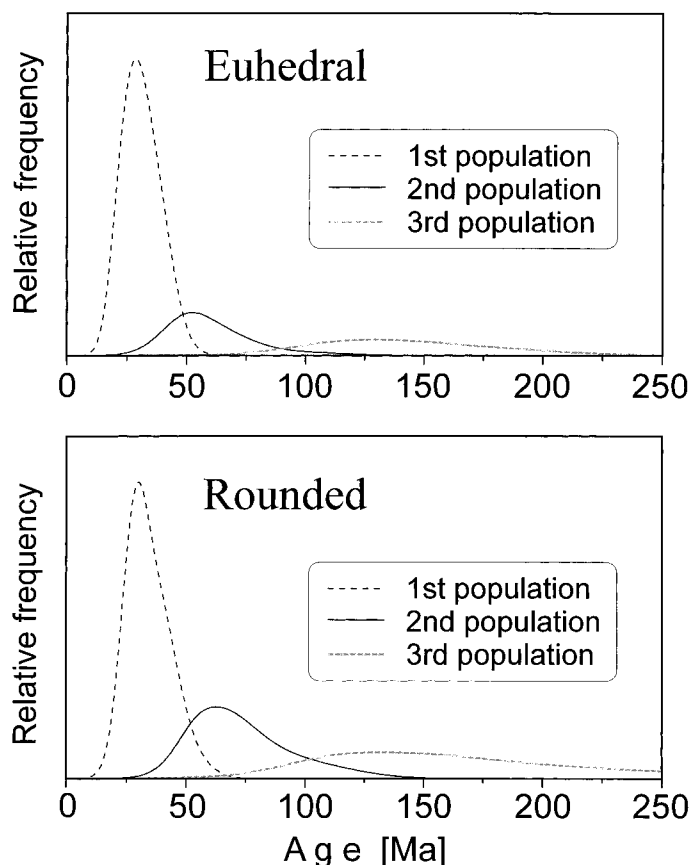 Relative frequency
Euhedral
1st population
2nd population
3rd population
0 50 100 150 200 250
Relative frequency
Rounded
1st population
2nd population
3rd population
0 50 100 150 200 250
Age [Ma]